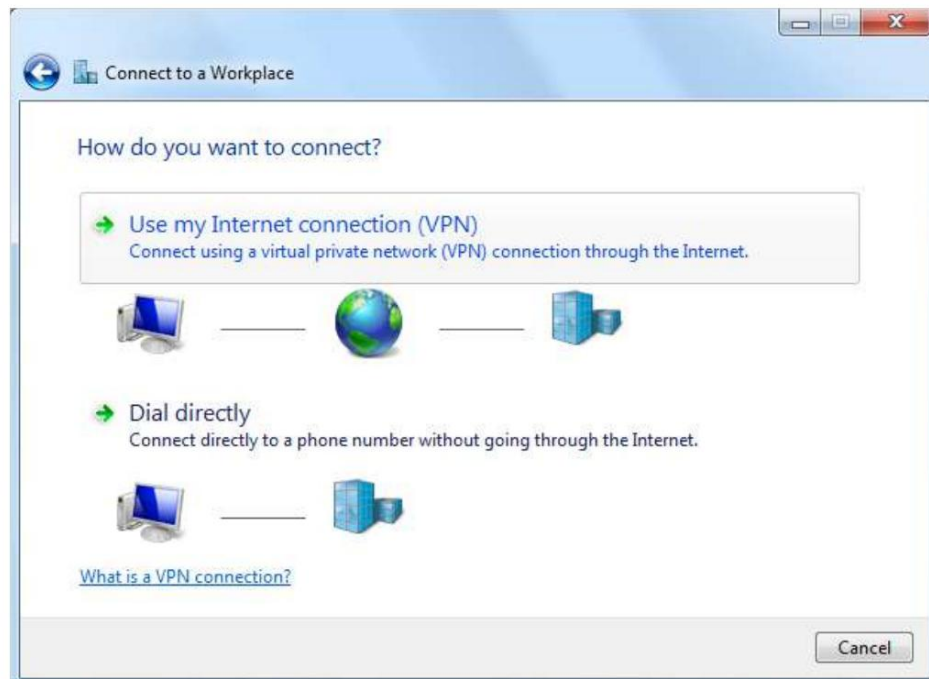 Connect to a Workplace
How do you want to connect?
Use my Internet connection (VPN)
Connect using a virtual private network (VPN) connection through the Internet.
Dial directly
Connect directly to a phone number without going through the Internet.
What is a VPN connection?
Cancel